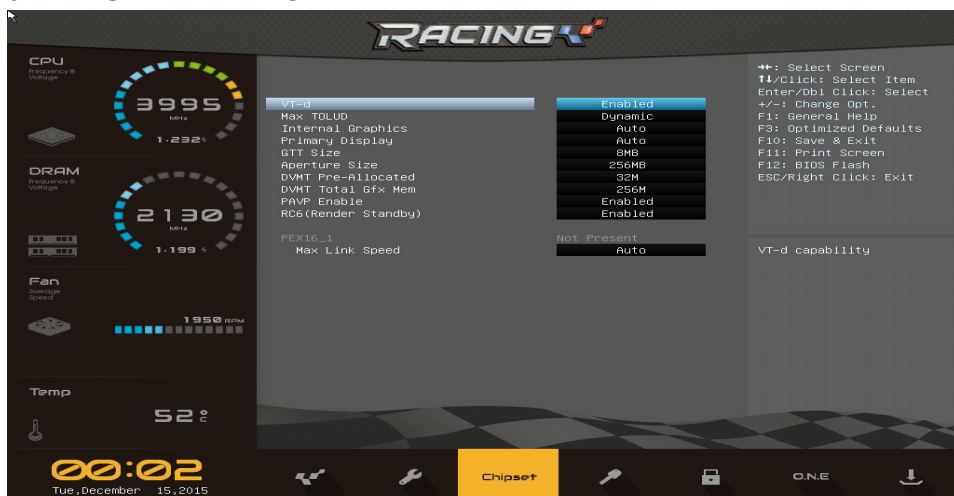 RACING
CPU
Frequency &
Voltage
3995
MHz
1.232v
DRAM
Frequency &
Voltage
2130
MHz
1.199v
Fan
Average
Speed
1950 RPM
Temp
52°C
VT-d Enabled
Max TOLUD Dynamic
Internal Graphics Auto
Primary Display Auto
GTT Size 8MB
Aperture Size 256MB
DVMT Pre-Allocated 32M
DVMT Total Gfx Mem 256M
PAVP Enable Enabled
RC6(Render Standby) Enabled
PEX16_1 Not Present
Max Link Speed Auto
→←: Select Screen
↑↓/Click: Select Item
Enter/Dbl Click: Select
+/-: Change Opt.
F1: General Help
F3: Optimized Defaults
F10: Save & Exit
F11: Print Screen
F12: BIOS Flash
ESC/Right Click: Exit
VT-d capability
00:02
Tue,December 15,2015
Chipset
O.N.E